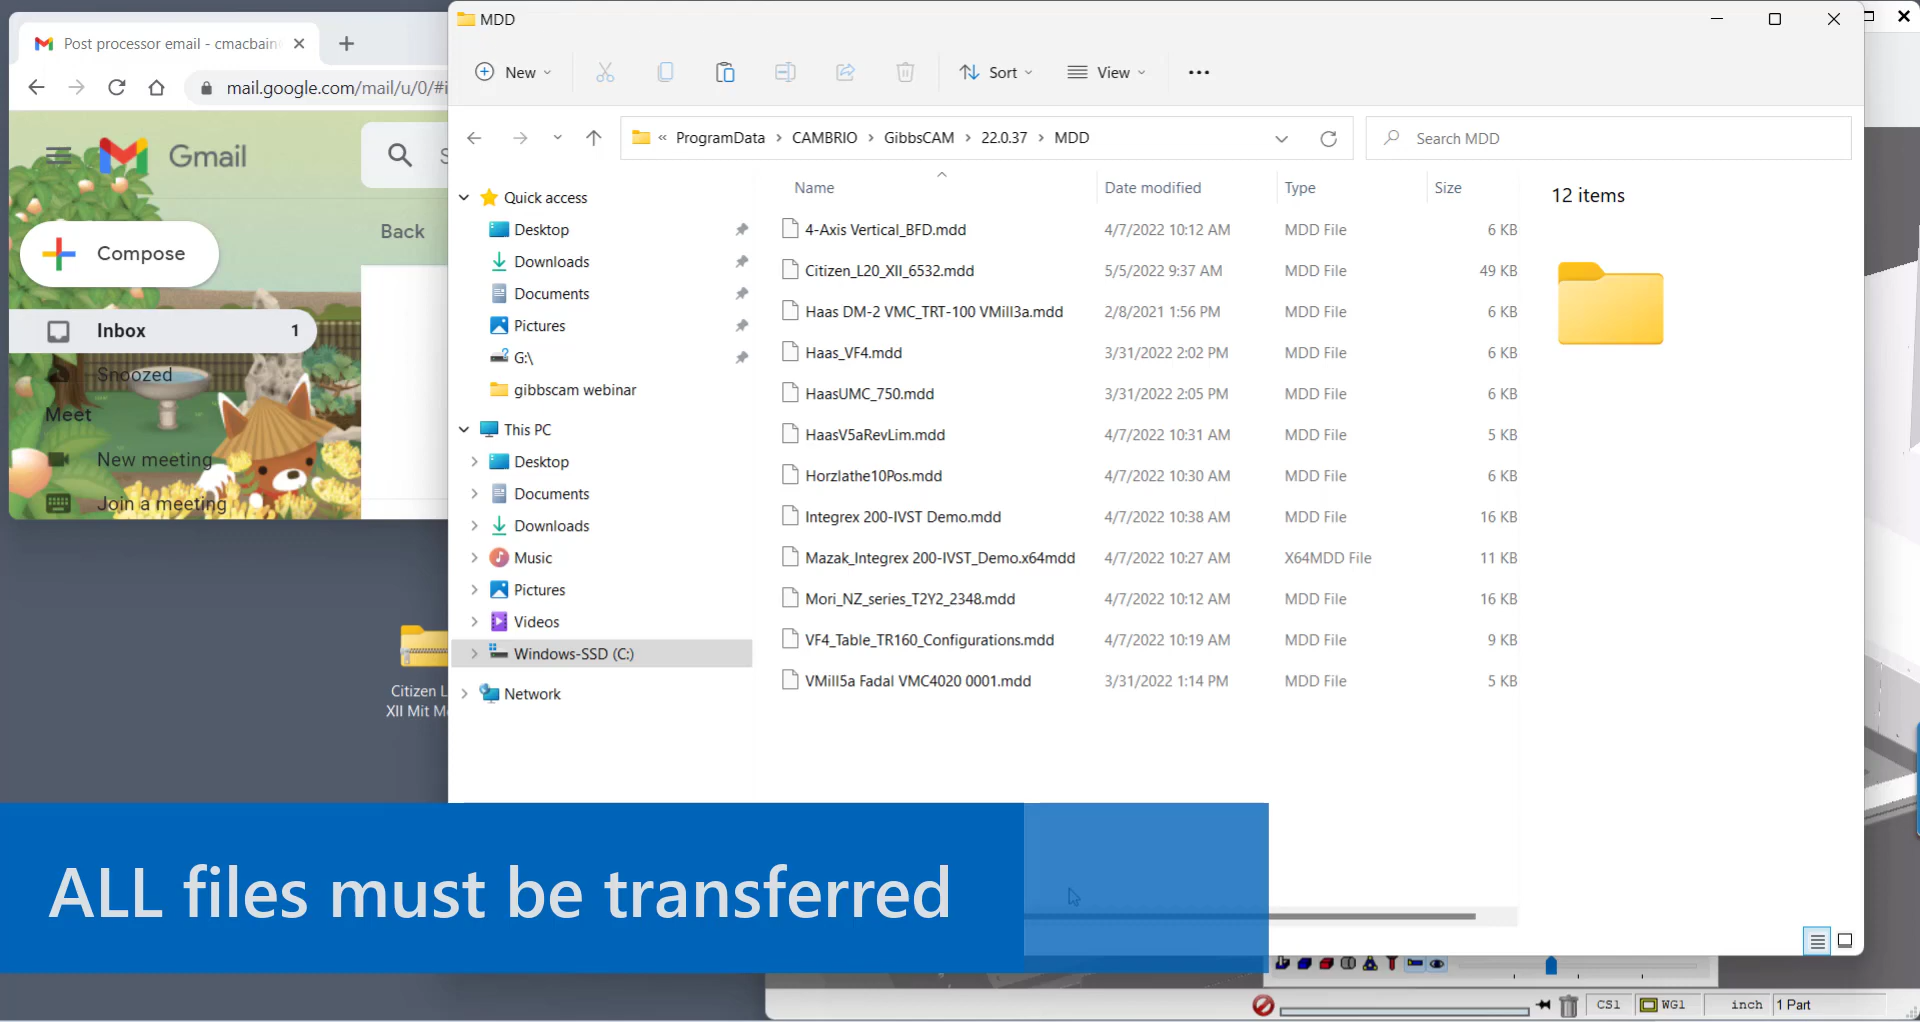 Post processor email - cmacbain
mail.google.com/mail/u/0/#i
Gmail
S
Back
Compose
Inbox 1
Snoozed
Meet
New meeting
Join a meeting
Citizen L
XII Mit M
MDD
New
Sort
View
« ProgramData > CAMBRIO > GibbsCAM > 22.0.37 > MDD
Search MDD
Quick access
Desktop
Downloads
Documents
Pictures
G:\
gibbscam webinar
This PC
Desktop
Documents
Downloads
Music
Pictures
Videos
Windows-SSD (C:)
Network
Name Date modified Type Size
4-Axis Vertical_BFD.mdd 4/7/2022 10:12 AM MDD File 6 KB
Citizen_L20_XII_6532.mdd 5/5/2022 9:37 AM MDD File 49 KB
Haas DM-2 VMC_TRT-100 VMill3a.mdd 2/8/2021 1:56 PM MDD File 6 KB
Haas_VF4.mdd 3/31/2022 2:02 PM MDD File 6 KB
HaasUMC_750.mdd 3/31/2022 2:05 PM MDD File 6 KB
HaasV5aRevLim.mdd 4/7/2022 10:31 AM MDD File 5 KB
Horzlathe10Pos.mdd 4/7/2022 10:30 AM MDD File 6 KB
Integrex 200-IVST Demo.mdd 4/7/2022 10:38 AM MDD File 16 KB
Mazak_Integrex 200-IVST_Demo.x64mdd 4/7/2022 10:27 AM X64MDD File 11 KB
Mori_NZ_series_T2Y2_2348.mdd 4/7/2022 10:12 AM MDD File 16 KB
VF4_Table_TR160_Configurations.mdd 4/7/2022 10:19 AM MDD File 9 KB
VMill5a Fadal VMC4020 0001.mdd 3/31/2022 1:14 PM MDD File 5 KB
12 items
ALL files must be transferred
CS1 WG1 inch 1 Part